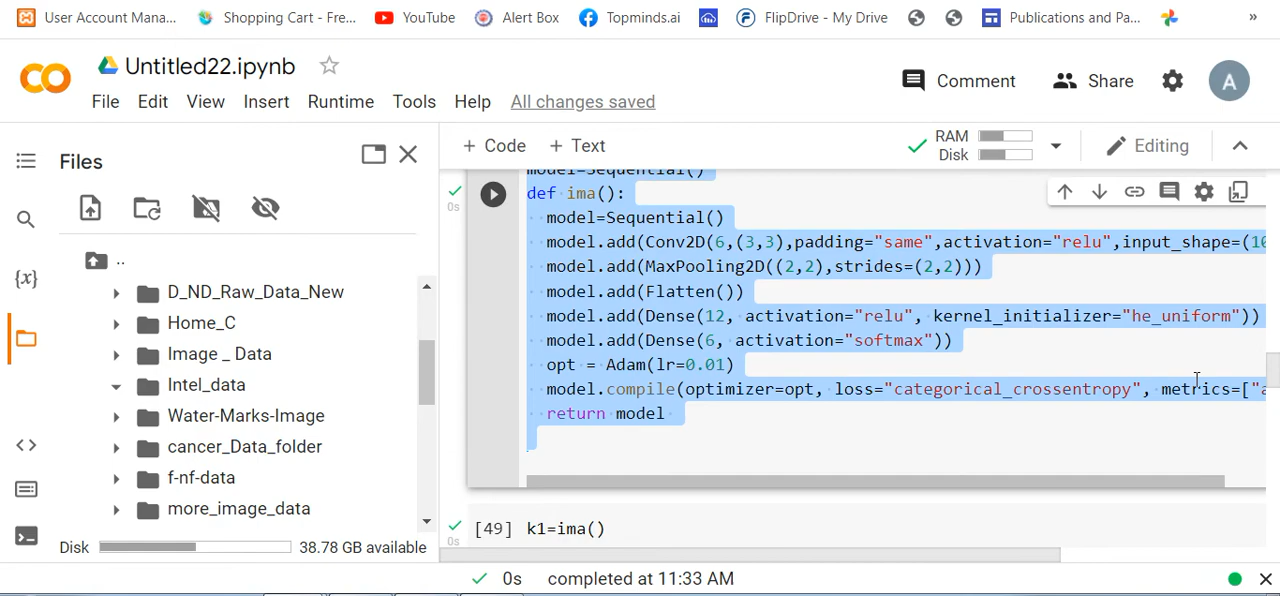 User Account Mana... Shopping Cart - Free... YouTube Alert Box Topminds.ai FlipDrive - My Drive Publications and Pa... »
Untitled22.ipynb
Comment Share A
File Edit View Insert Runtime Tools Help All changes saved
Files
+ Code + Text
RAM
Disk
Editing
..
D_ND_Raw_Data_New
Home_C
Image _ Data
Intel_data
Water-Marks-Image
cancer_Data_folder
f-nf-data
more_image_data
Disk 38.78 GB available
{x}
0s
model=Sequential()
def ima():
model=Sequential()
model.add(Conv2D(6,(3,3),padding="same",activation="relu",input_shape=(10
model.add(MaxPooling2D((2,2),strides=(2,2)))
model.add(Flatten())
model.add(Dense(12, activation="relu", kernel_initializer="he_uniform"))
model.add(Dense(6, activation="softmax"))
opt = Adam(lr=0.01)
model.compile(optimizer=opt, loss="categorical_crossentropy", metrics=["a
return model
[49] k1=ima()
0s
0s completed at 11:33 AM